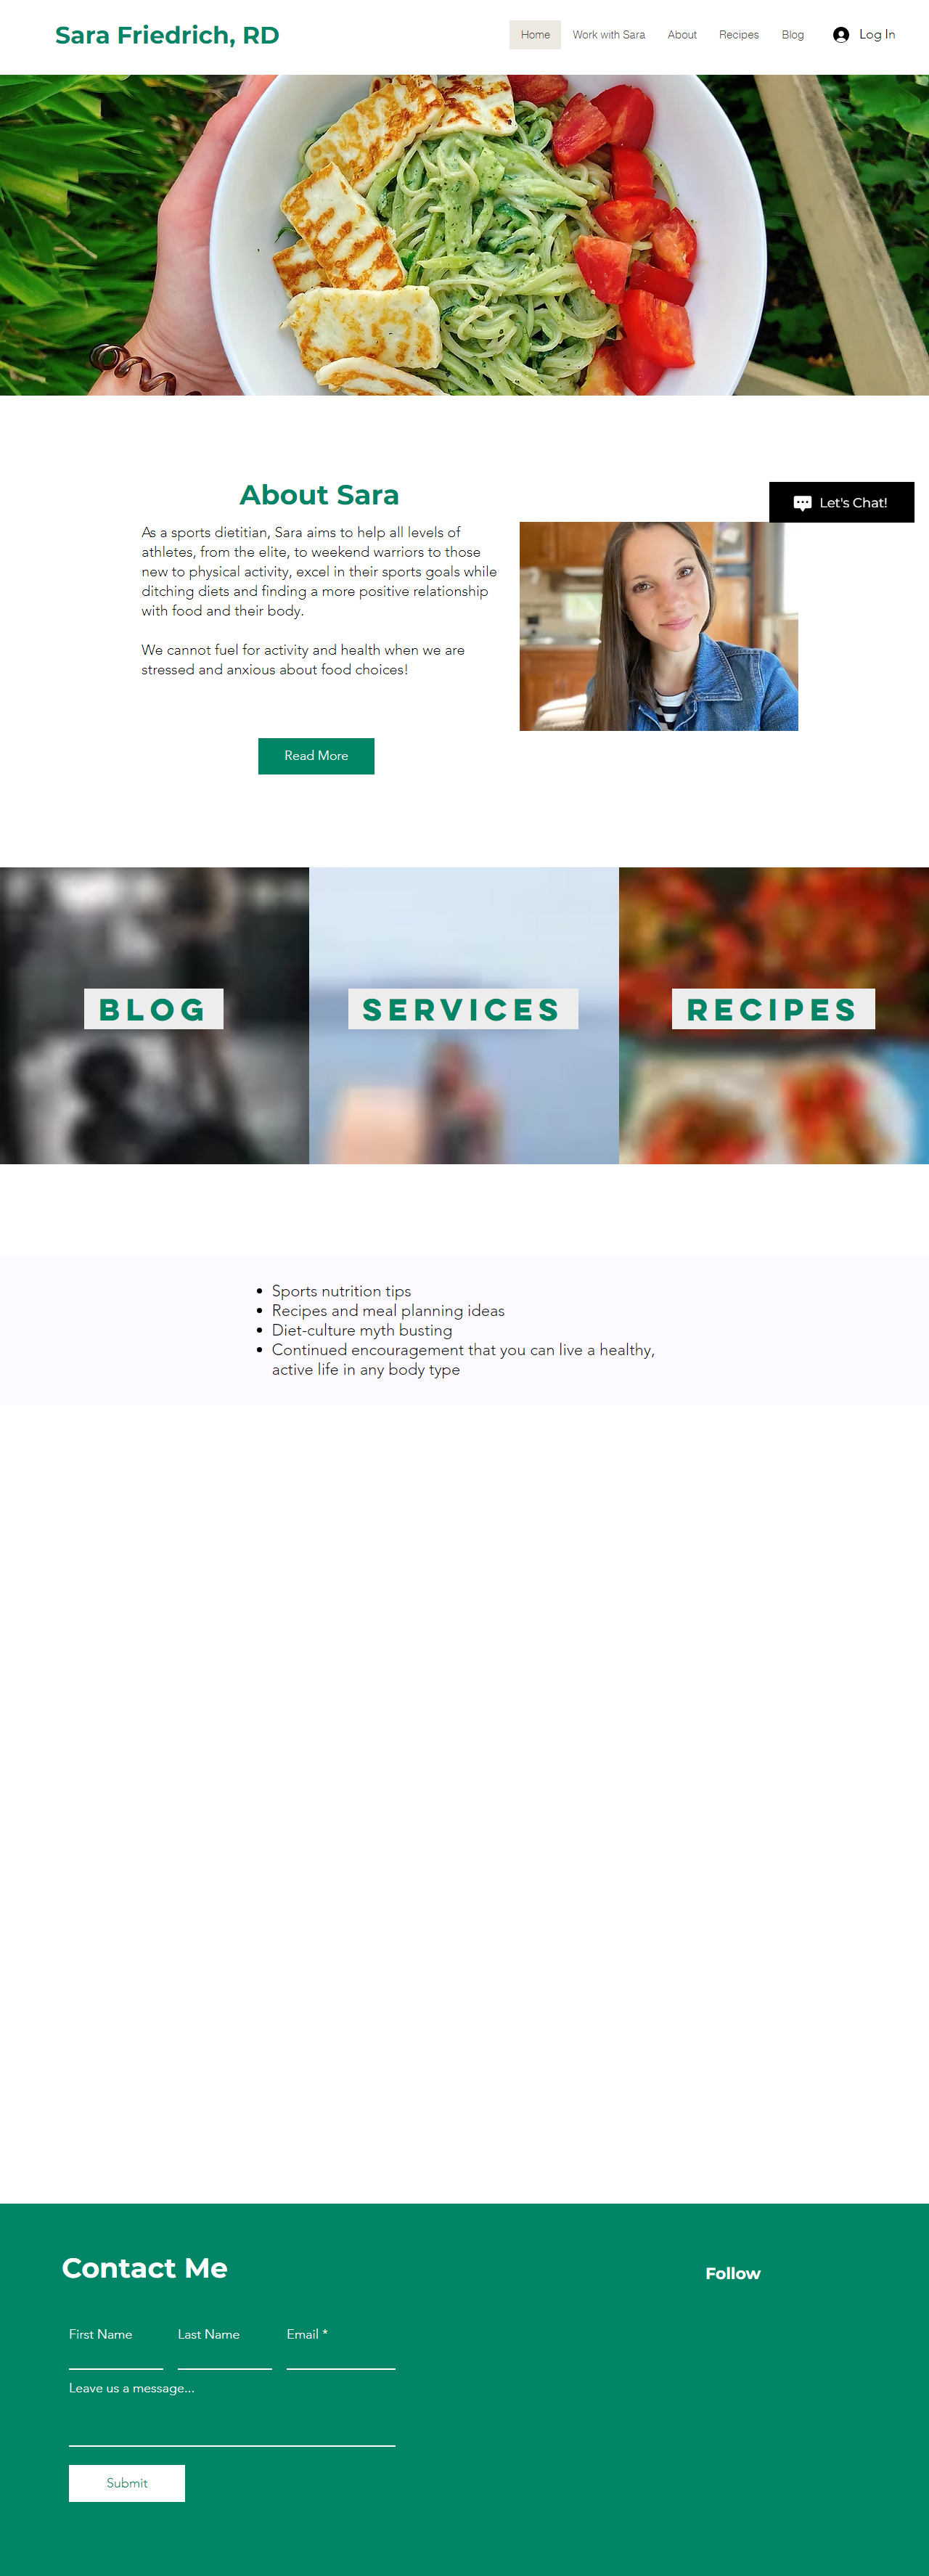 Sara Friedrich, RD
Home
Work with Sara
About
Recipes
Blog
Log In
Let's Chat!
About Sara
As a sports dietitian, Sara aims to help all levels of
athletes, from the elite, to weekend warriors to those
new to physical activity, excel in their sports goals while
ditching diets and finding a more positive relationship
with food and their body.
We cannot fuel for activity and health when we are
stressed and anxious about food choices!
Read More
BLOG
SERVICES
RECIPES
• Sports nutrition tips
• Recipes and meal planning ideas
• Diet-culture myth busting
• Continued encouragement that you can live a healthy,
active life in any body type
Contact Me
Follow
First Name
Last Name
Email *
Leave us a message...
Submit